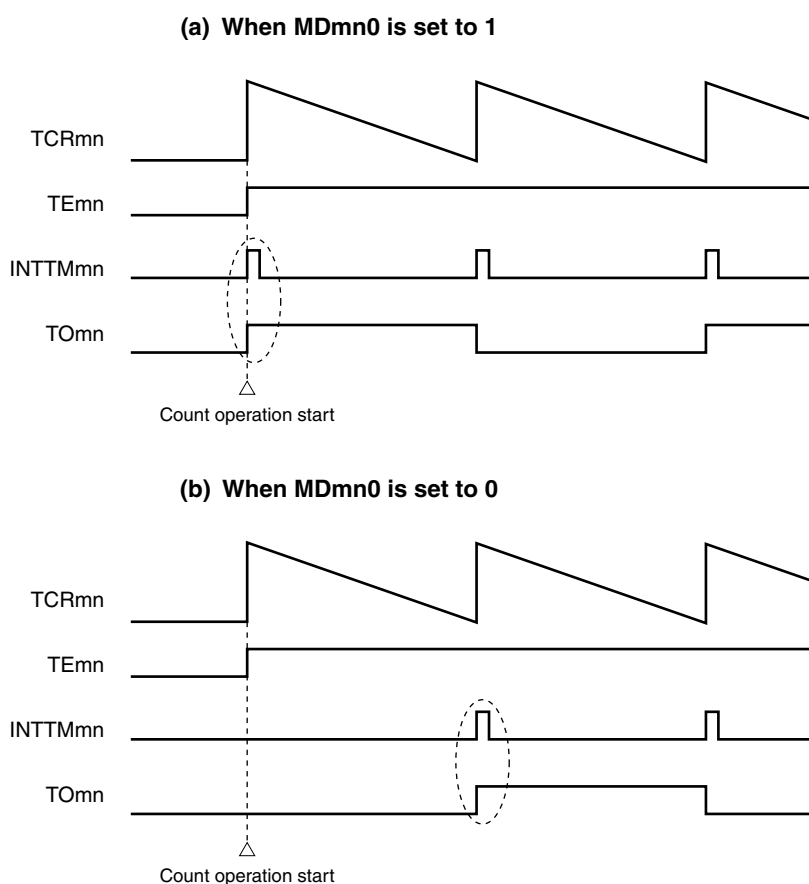 (a) When MDmn0 is set to 1
TCRmn
TEmn
INTTMmn
TOmn
Count operation start
(b) When MDmn0 is set to 0
TCRmn
TEmn
INTTMmn
TOmn
Count operation start